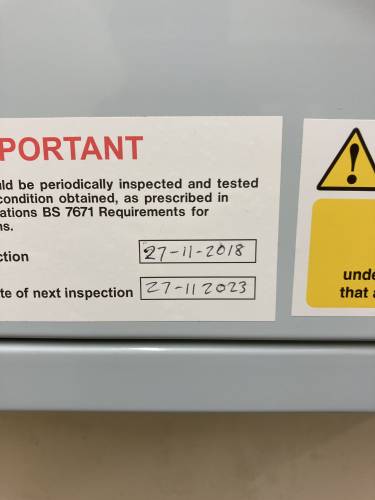 PORTANT
uld be periodically inspected and tested
condition obtained, as prescribed in
ations BS 7671 Requirements for
ns.
ction 27-11-2018
te of next inspection 27-11 2023
unde
that a